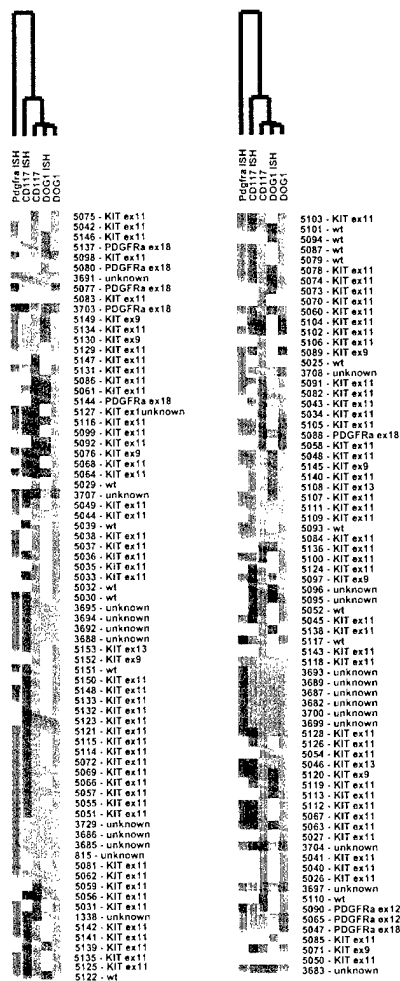 Pdgfra ISH
CD117 ISH
CD117
DOG1 ISH
DOG1
5075 - KIT ex11
5042 - KIT ex11
5146 - KIT ex11
5137 - PDGFRa ex18
5098 - KIT ex11
5080 - PDGFRa ex18
3691 - unknown
5077 - PDGFRa ex18
5083 - KIT ex11
3703 - PDGFRa ex18
5149 - KIT ex9
5134 - KIT ex11
5130 - KIT ex9
5129 - KIT ex11
5147 - KIT ex11
5131 - KIT ex11
5086 - KIT ex11
5061 - KIT ex11
5144 - PDGFRa ex18
5127 - KIT ex1unknown
5116 - KIT ex11
5099 - KIT ex11
5092 - KIT ex11
5076 - KIT ex9
5068 - KIT ex11
5064 - KIT ex11
5029 - wt
3707 - unknown
5049 - KIT ex11
5044 - KIT ex11
5039 - wt
5038 - KIT ex11
5037 - KIT ex11
5036 - KIT ex11
5035 - KIT ex11
5033 - KIT ex11
5032 - wt
5030 - wt
3695 - unknown
3694 - unknown
3692 - unknown
3688 - unknown
5153 - KIT ex13
5152 - KIT ex9
5151 - wt
5150 - KIT ex11
5148 - KIT ex11
5133 - KIT ex11
5132 - KIT ex11
5123 - KIT ex11
5121 - KIT ex11
5115 - KIT ex11
5114 - KIT ex11
5072 - KIT ex11
5069 - KIT ex11
5066 - KIT ex11
5057 - KIT ex11
5055 - KIT ex11
5051 - KIT ex11
3729 - unknown
3686 - unknown
3685 - unknown
815 - unknown
5081 - KIT ex11
5062 - KIT ex11
5059 - KIT ex11
5056 - KIT ex11
5031 - KIT ex11
1338 - unknown
5142 - KIT ex11
5141 - KIT ex11
5139 - KIT ex11
5135 - KIT ex11
5125 - KIT ex11
5122 - wt
Pdgfra ISH
CD117 ISH
CD117
DOG1 ISH
DOG1
5103 - KIT ex11
5101 - wt
5094 - wt
5087 - wt
5079 - wt
5078 - KIT ex11
5074 - KIT ex11
5073 - KIT ex11
5070 - KIT ex11
5060 - KIT ex11
5104 - KIT ex11
5102 - KIT ex11
5106 - KIT ex11
5089 - KIT ex9
5025 - wt
3708 - unknown
5091 - KIT ex11
5082 - KIT ex11
5043 - KIT ex11
5034 - KIT ex11
5105 - KIT ex11
5088 - PDGFRa ex18
5058 - KIT ex11
5048 - KIT ex11
5145 - KIT ex9
5140 - KIT ex11
5108 - KIT ex13
5107 - KIT ex11
5111 - KIT ex11
5109 - KIT ex11
5093 - wt
5084 - KIT ex11
5136 - KIT ex11
5100 - KIT ex11
5124 - KIT ex11
5097 - KIT ex9
5096 - unknown
5095 - unknown
5052 - wt
5045 - KIT ex11
5138 - KIT ex11
5117 - wt
5143 - KIT ex11
5118 - KIT ex11
3693 - unknown
3689 - unknown
3687 - unknown
3682 - unknown
3700 - unknown
3699 - unknown
5128 - KIT ex11
5126 - KIT ex11
5054 - KIT ex11
5046 - KIT ex13
5120 - KIT ex9
5119 - KIT ex11
5113 - KIT ex11
5112 - KIT ex11
5067 - KIT ex11
5063 - KIT ex11
5027 - KIT ex11
3704 - unknown
5041 - KIT ex11
5040 - KIT ex11
5026 - KIT ex11
3697 - unknown
5110 - wt
5090 - PDGFRa ex12
5065 - PDGFRa ex12
5047 - PDGFRa ex18
5085 - KIT ex11
5071 - KIT ex9
5050 - KIT ex11
3683 - unknown